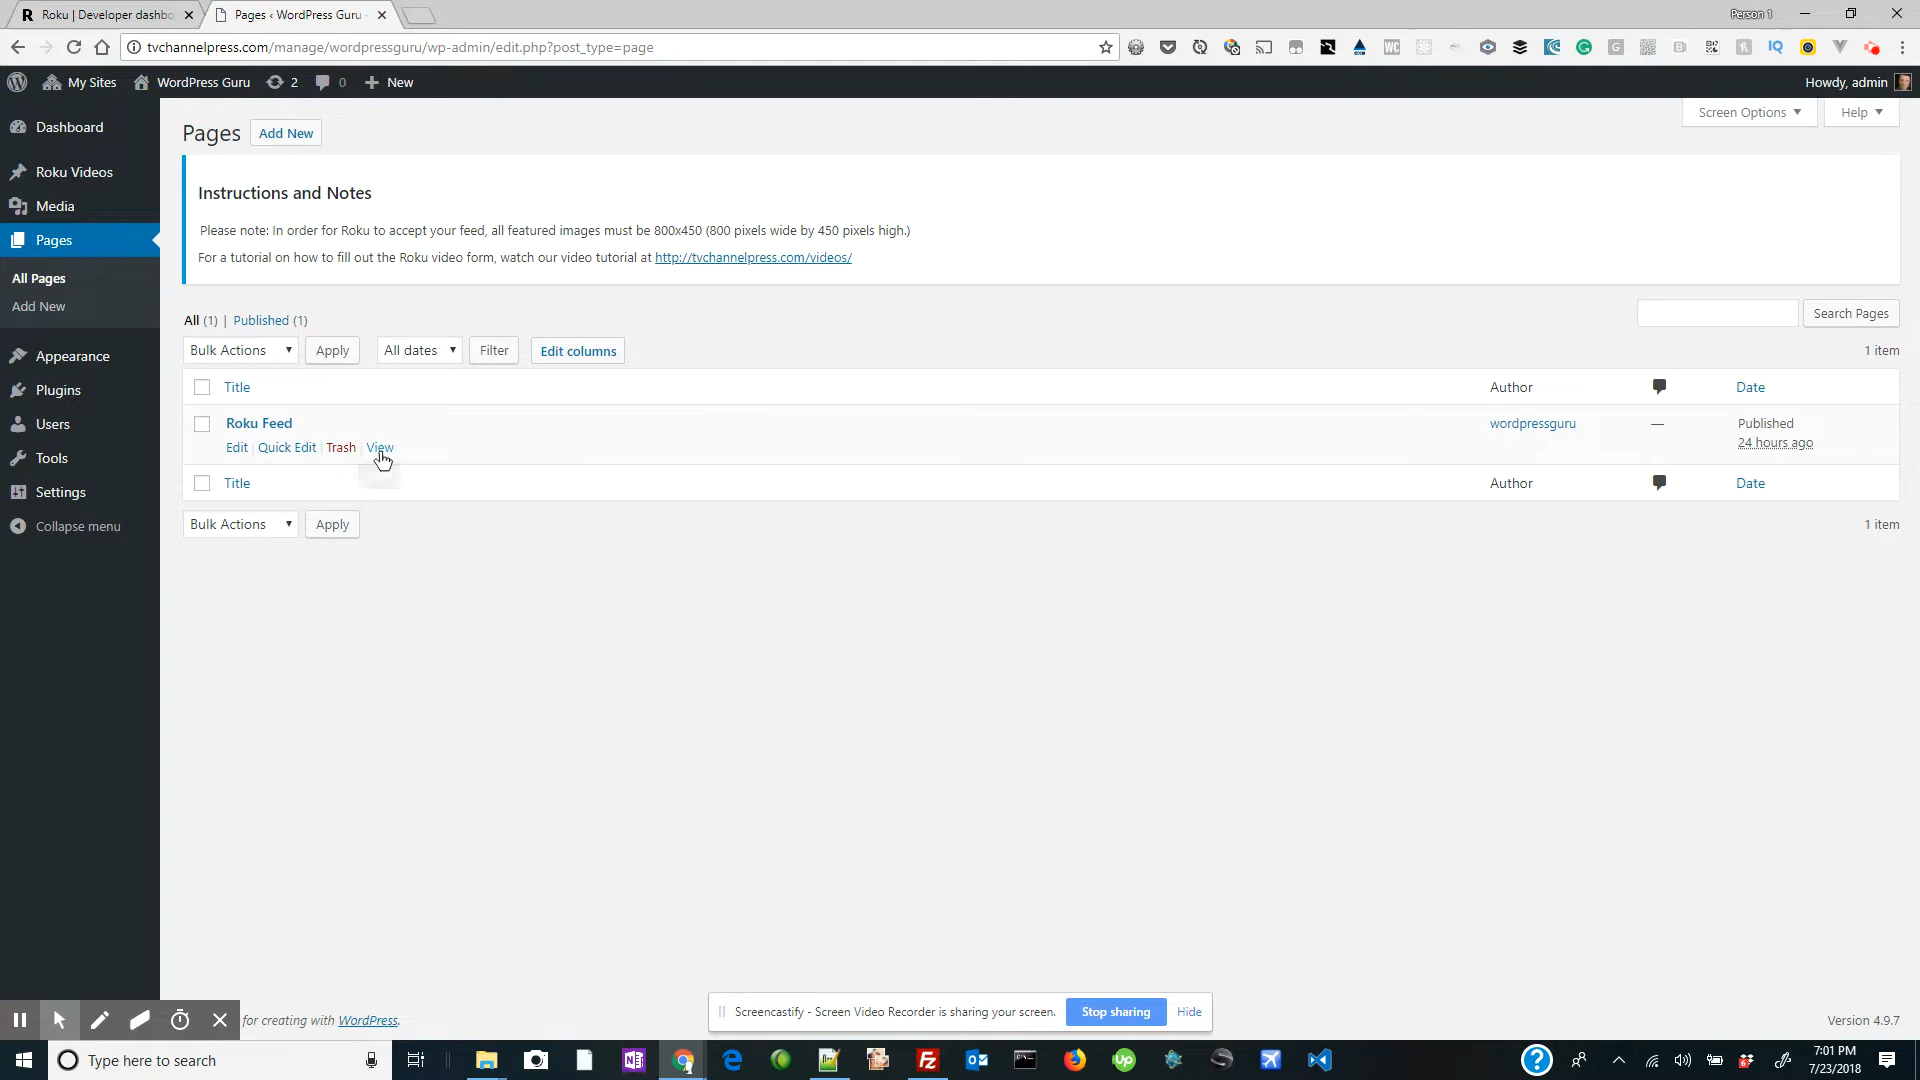 Roku | Developer dashbo
Pages ‹ WordPress Guru -
Person 1
tvchannelpress.com/manage/wordpressguru/wp-admin/edit.php?post_type=page
My Sites
WordPress Guru
2
0
New
Howdy, admin
Dashboard
Roku Videos
Media
Pages
All Pages
Add New
Appearance
Plugins
Users
Tools
Settings
Collapse menu
Screen Options
Help
Pages
Add New
Instructions and Notes
Please note: In order for Roku to accept your feed, all featured images must be 800x450 (800 pixels wide by 450 pixels high.)
For a tutorial on how to fill out the Roku video form, watch our video tutorial at http://tvchannelpress.com/videos/
All (1) | Published (1)
Search Pages
Bulk Actions
Apply
All dates
Filter
Edit columns
1 item
Title
Author
Date
Roku Feed
Edit | Quick Edit | Trash | View
wordpressguru
—
Published
24 hours ago
Title
Author
Date
Bulk Actions
Apply
1 item
for creating with WordPress.
Screencastify - Screen Video Recorder is sharing your screen.
Stop sharing
Hide
Version 4.9.7
Type here to search
7:01 PM
7/23/2018